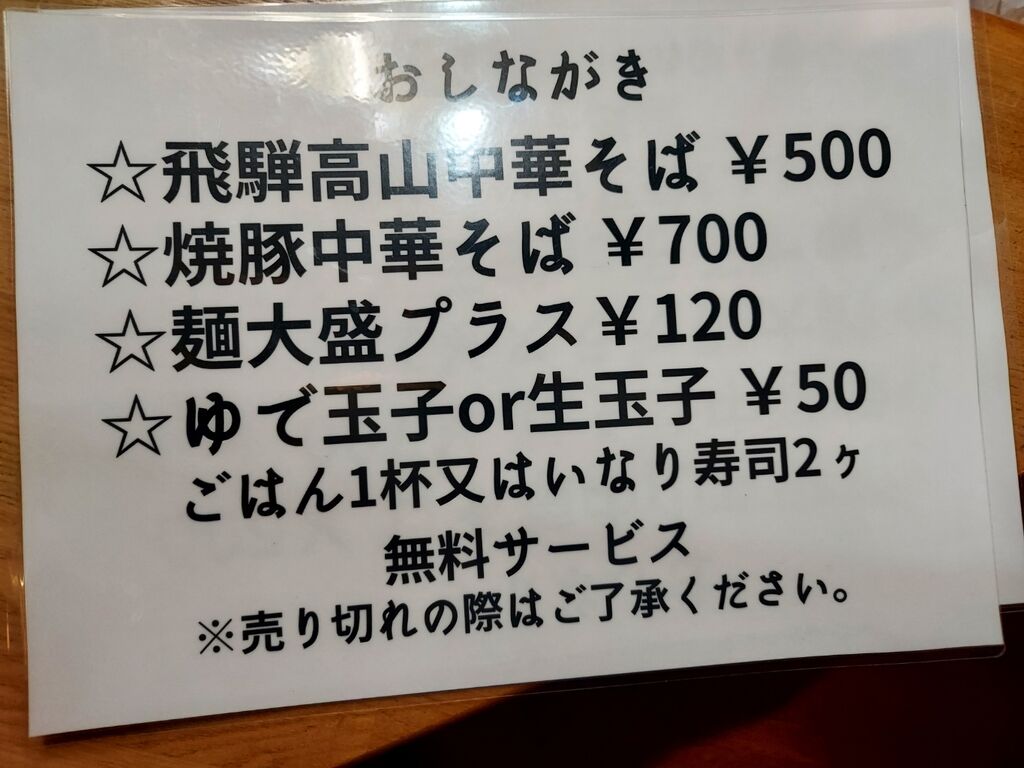 おしながき
☆飛騨高山中華そば ￥500
☆焼豚中華そば ￥700
☆麺大盛プラス￥120
☆ゆで玉子or生玉子 ￥50
ごはん1杯又はいなり寿司2ヶ
無料サービス
※売り切れの際はご了承ください。